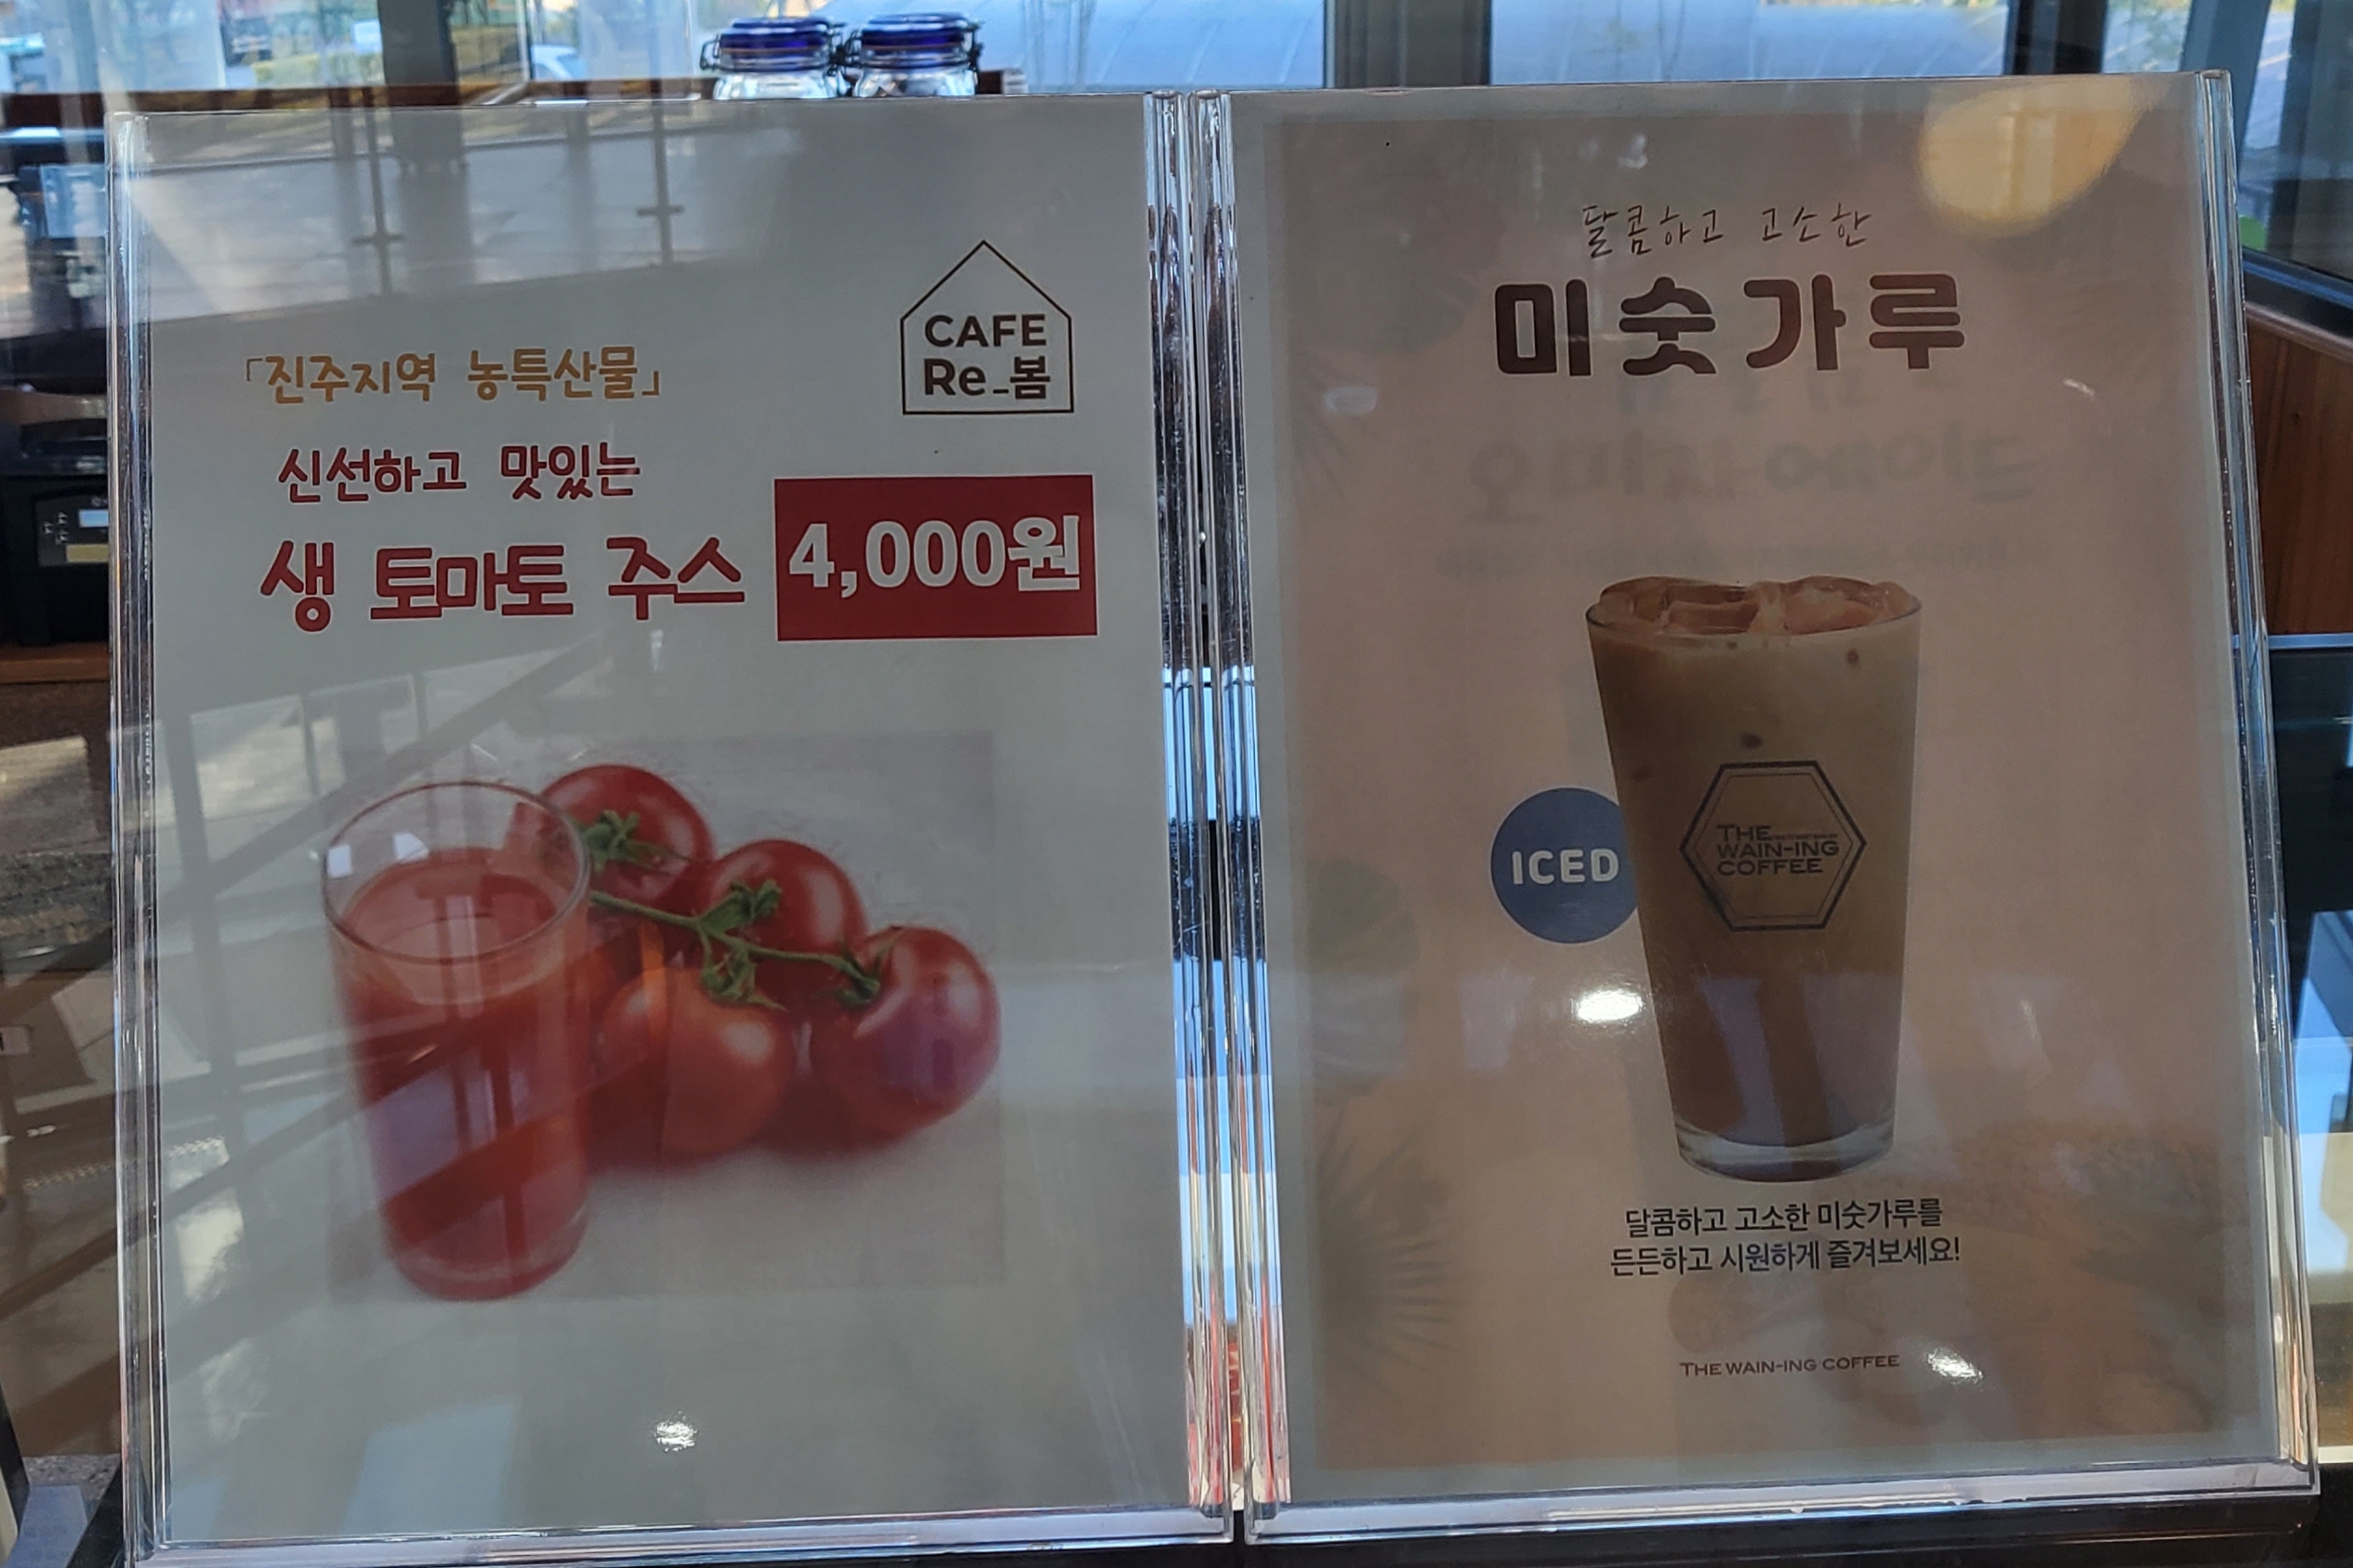 CAFE
Re_봄
「진주지역 농특산물」
신선하고 맛있는
생 토마토 주스
4,000원
달콤하고 고소한
미숫가루
ICED
THE
WAIN-ING
COFFEE
달콤하고 고소한 미숫가루를
든든하고 시원하게 즐겨보세요!
THE WAIN-ING COFFEE